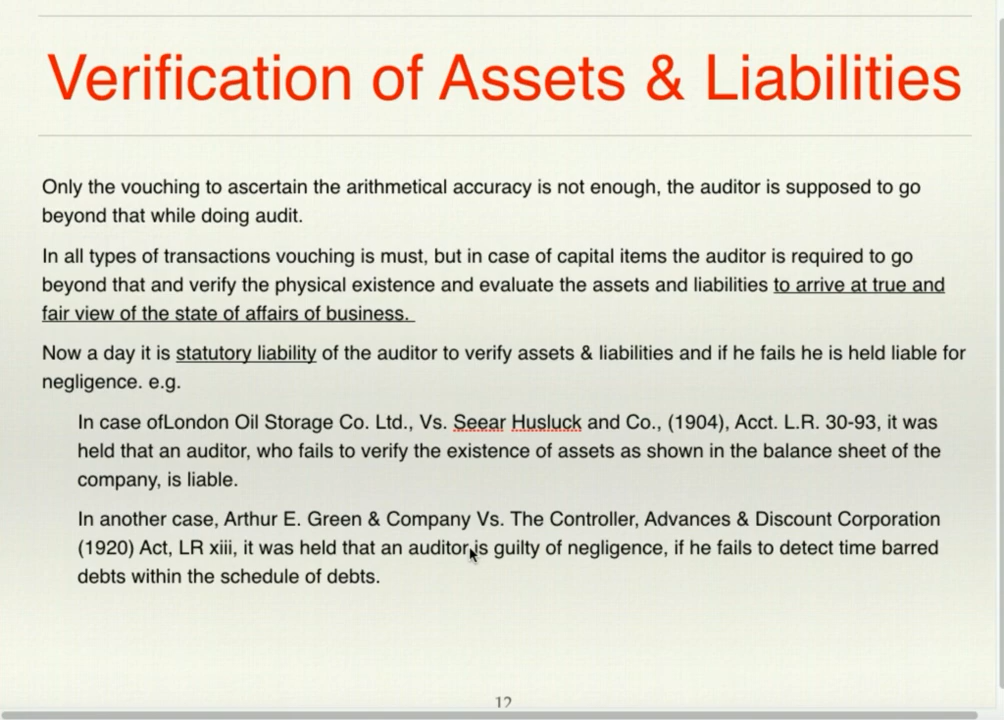 Verification of Assets & Liabilities
Only the vouching to ascertain the arithmetical accuracy is not enough, the auditor is supposed to go
beyond that while doing audit.
In all types of transactions vouching is must, but in case of capital items the auditor is required to go
beyond that and verify the physical existence and evaluate the assets and liabilities to arrive at true and
fair view of the state of affairs of business.
Now a day it is statutory liability of the auditor to verify assets & liabilities and if he fails he is held liable for
negligence. e.g.
In case ofLondon Oil Storage Co. Ltd., Vs. Seear Husluck and Co., (1904), Acct. L.R. 30-93, it was
held that an auditor, who fails to verify the existence of assets as shown in the balance sheet of the
company, is liable.
In another case, Arthur E. Green & Company Vs. The Controller, Advances & Discount Corporation
(1920) Act, LR xiii, it was held that an auditor is guilty of negligence, if he fails to detect time barred
debts within the schedule of debts.
12